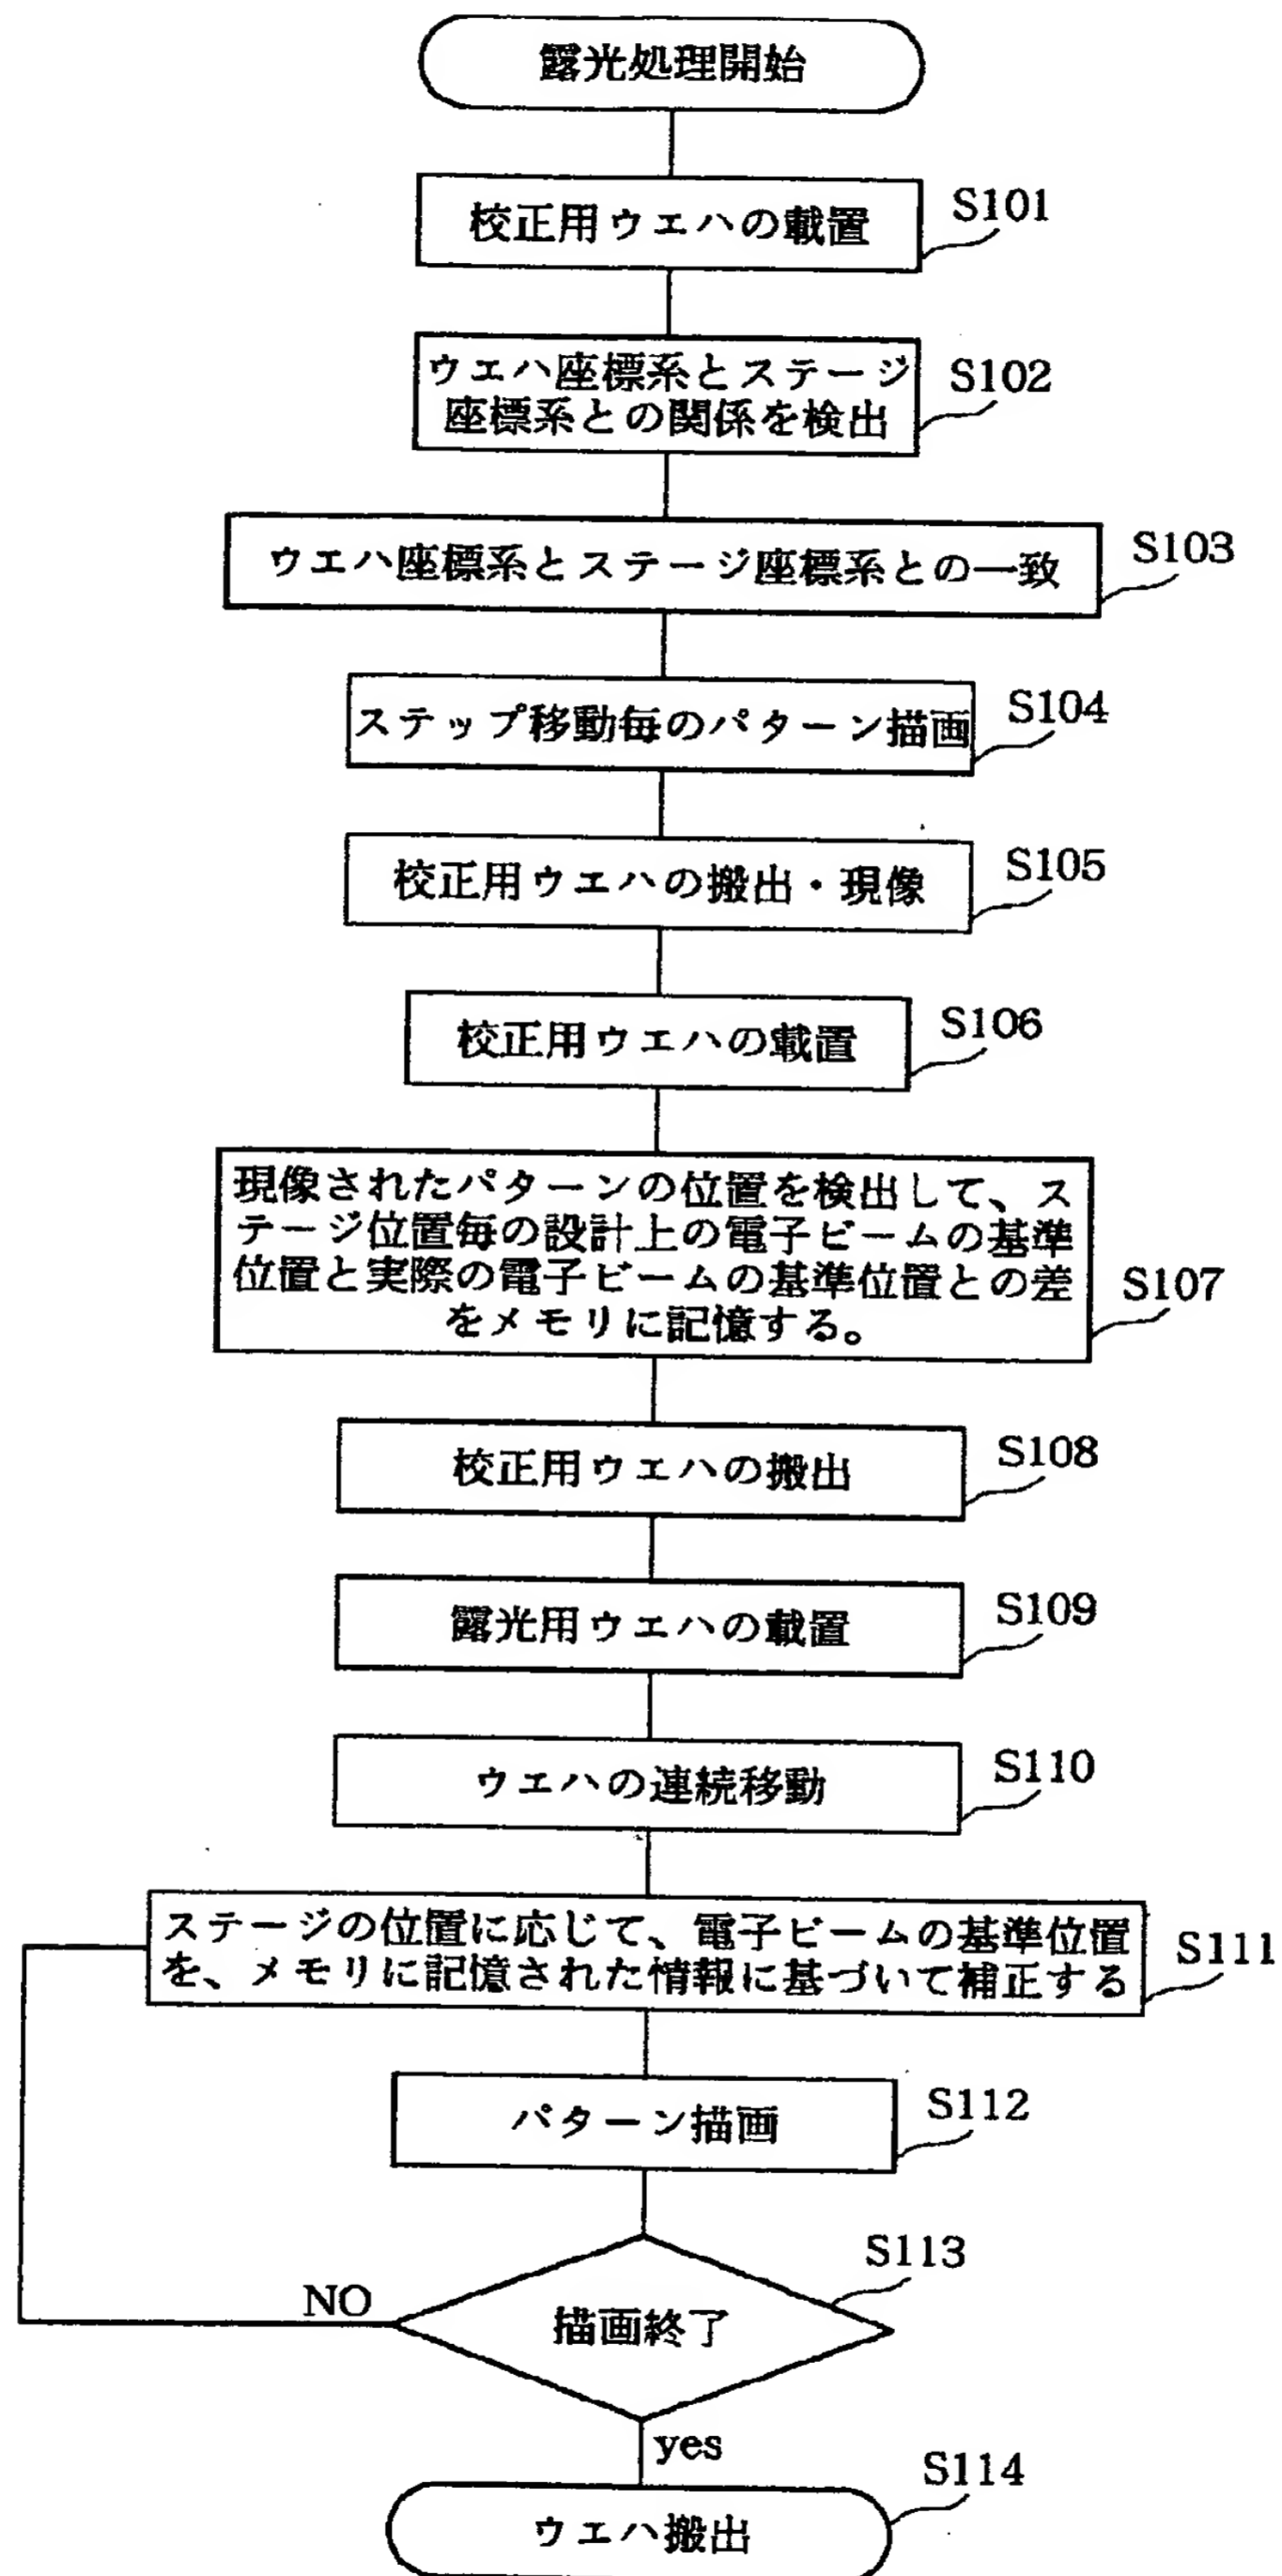 露光処理開始
校正用ウエハの載置
S101
ウエハ座標系とステージ
座標系との関係を検出
S102
ウエハ座標系とステージ座標系との一致
S103
ステップ移動毎のパターン描画
S104
校正用ウエハの搬出・現像
S105
校正用ウエハの載置
S106
現像されたパターンの位置を検出して、ス
テージ位置毎の設計上の電子ビームの基準
位置と実際の電子ビームの基準位置との差
をメモリに記憶する。
S107
校正用ウエハの搬出
S108
露光用ウエハの載置
S109
ウエハの連続移動
S110
ステージの位置に応じて、電子ビームの基準位置
を、メモリに記憶された情報に基づいて補正する
S111
パターン描画
S112
描画終了
S113
NO
yes
ウエハ搬出
S114